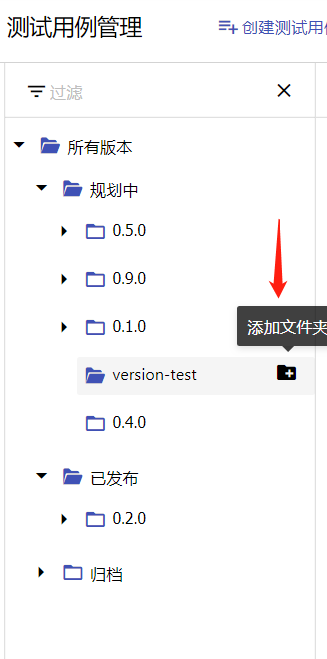 测试用例管理
创建测试用
过滤
所有版本
规划中
0.5.0
0.9.0
0.1.0
添加文件夹
version-test
0.4.0
已发布
0.2.0
归档